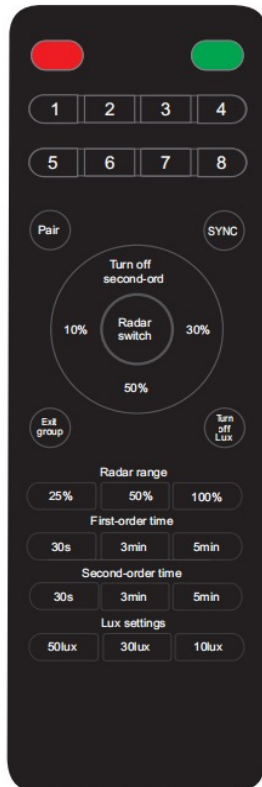 1 2 3 4
5 6 7 8
Pair
SYNC
Turn off
second-ord
10%
Radar
switch
30%
50%
Exit
group
Turn
off
Lux
Radar range
25% 50% 100%
First-order time
30s 3min 5min
Second-order time
30s 3min 5min
Lux settings
50lux 30lux 10lux